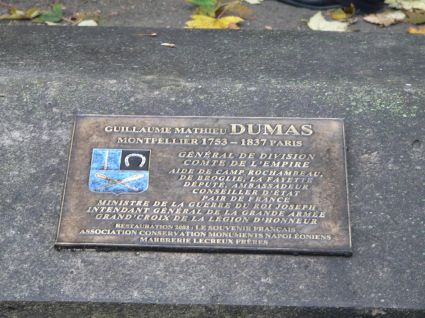 GUILLAUME MATHIEU DUMAS
MONTPELLIER 1753 – 1837 PARIS
GÉNÉRAL DE DIVISION
COMTE DE L'EMPIRE
AIDE DE CAMP ROCHAMBEAU,
DE BROGLIE, LA FAYETTE
DÉPUTÉ, AMBASSADEUR
CONSEILLER D'ÉTAT
PAIR DE FRANCE
MINISTRE DE LA GUERRE DU ROI JOSEPH
INTENDANT GÉNÉRAL DE LA GRANDE ARMÉE
GRAND'CROIX DE LA LÉGION D'HONNEUR
RESTAURATION 2003 : LE SOUVENIR FRANÇAIS
ASSOCIATION CONSERVATION MONUMENTS NAPOLÉONIENS
MARBRERIE LECREUX FRÈRES